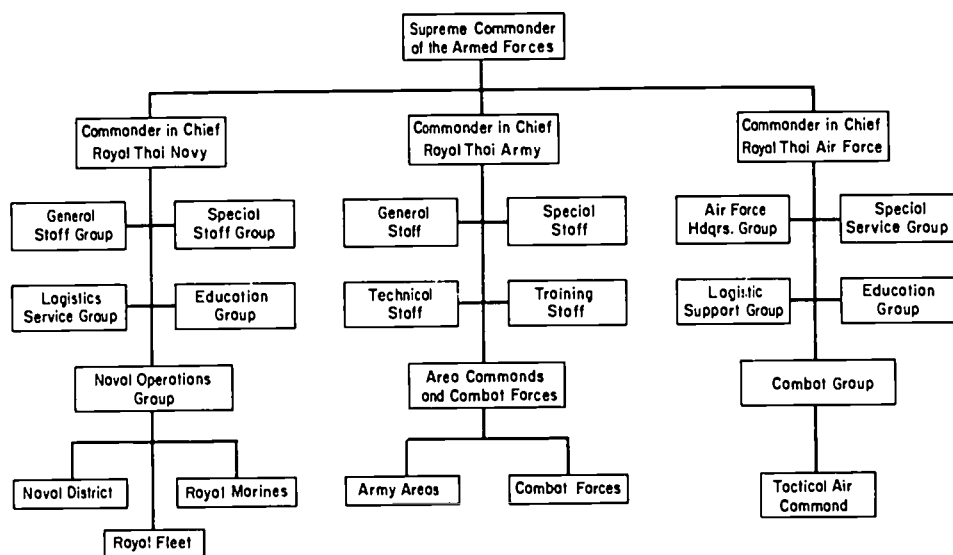 Supreme Commander
of the Armed Forces
Commander in Chief
Royal Thai Navy
Commander in Chief
Royal Thai Army
Commander in Chief
Royal Thai Air Force
General
Staff Group
Special
Staff Group
General
Staff
Special
Staff
Air Force
Hdqrs. Group
Special
Service Group
Logistics
Service Group
Education
Group
Technical
Staff
Training
Staff
Logistic
Support Group
Education
Group
Naval Operations
Group
Area Commands
and Combat Forces
Combat Group
Naval District
Royal Marines
Royal Fleet
Army Areas
Combat Forces
Tactical Air
Command